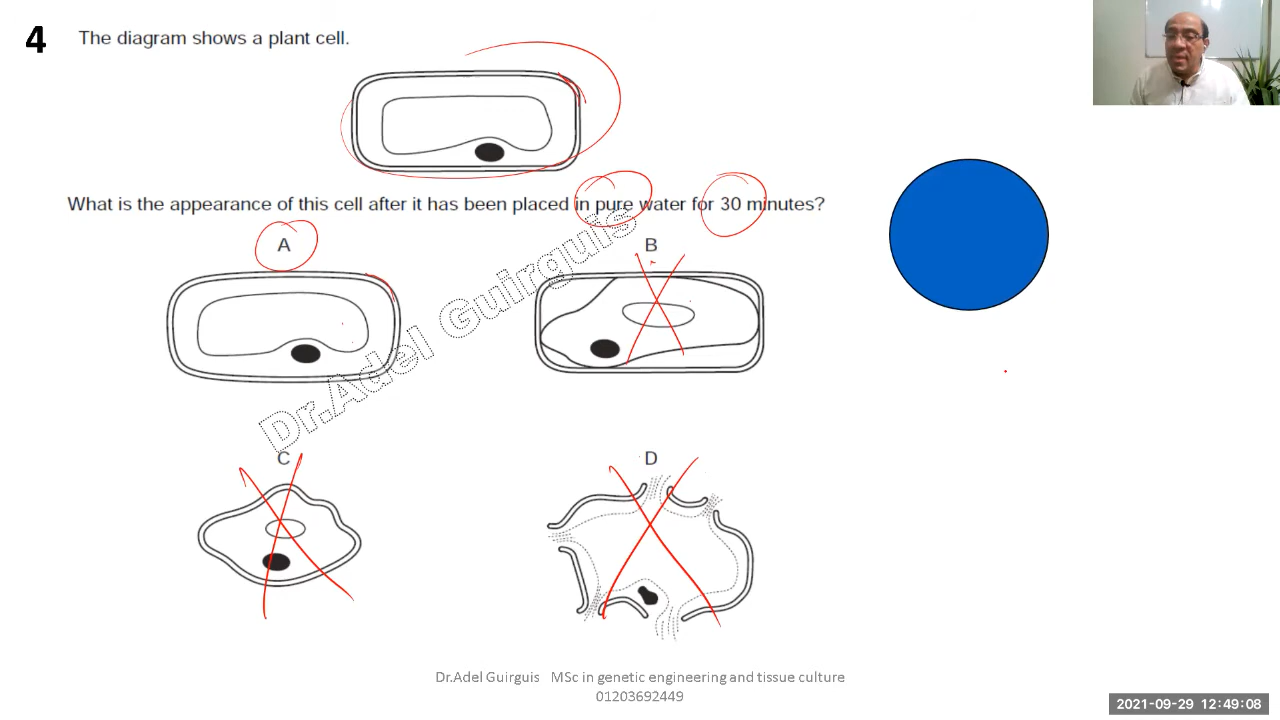 4
The diagram shows a plant cell.
What is the appearance of this cell after it has been placed in pure water for 30 minutes?
A
B
Dr.Adel Guirguis
C
D
Dr.Adel Guirguis MSc in genetic engineering and tissue culture
01203692449
2021-09-29 12:49:08